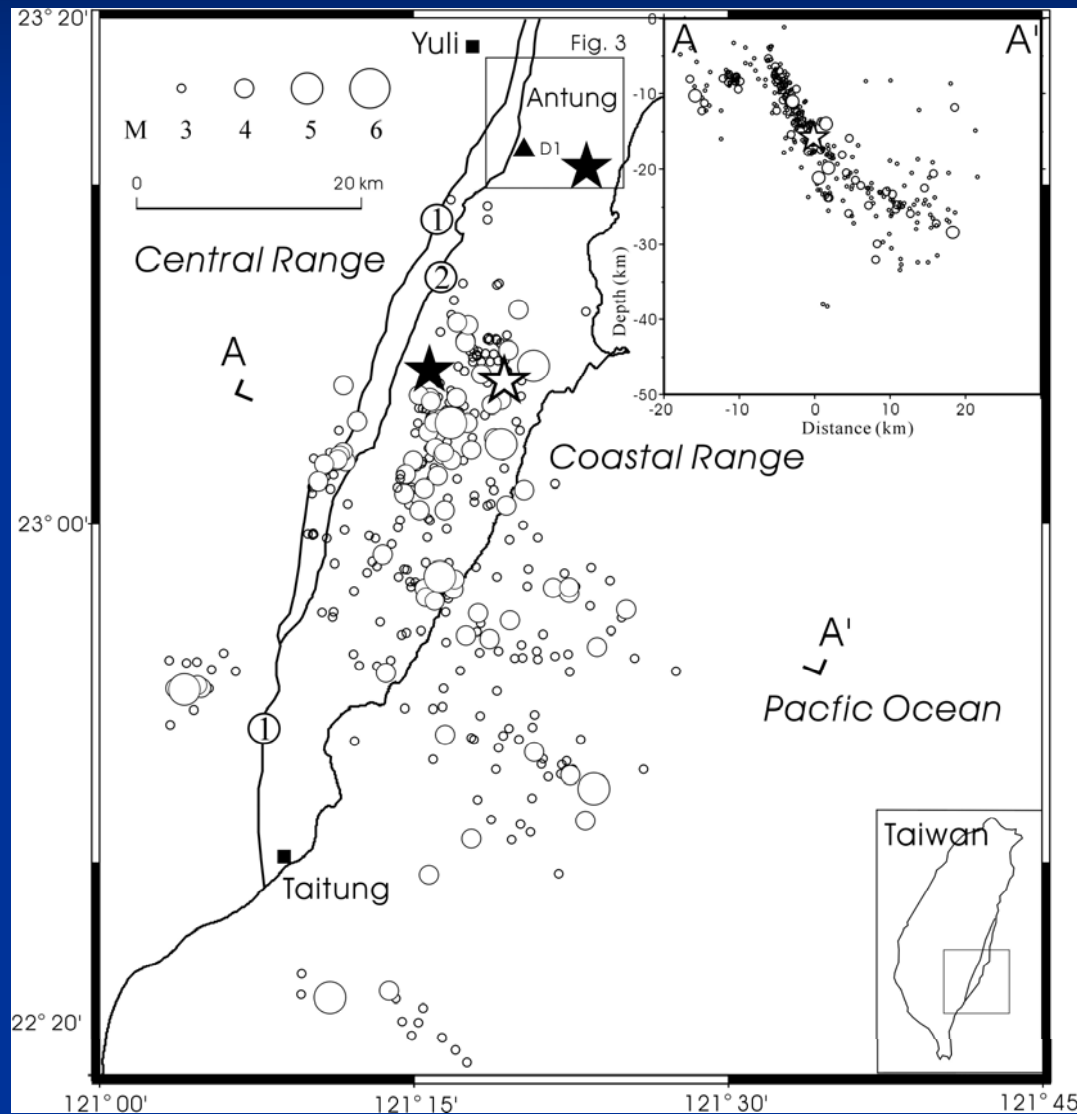 23° 20'
Yuli
Fig. 3
Antung
D1
M 3 4 5 6
0 20 km
1
Central Range
2
A
Coastal Range
23° 00'
A'
Pacfic Ocean
1
Taitung
22° 20'
121° 00' 121° 15' 121° 30' 121° 45'
A A'
0
-10
-20
-30
-40
-50
Depth (km)
-20 -10 0 10 20
Distance (km)
Taiwan